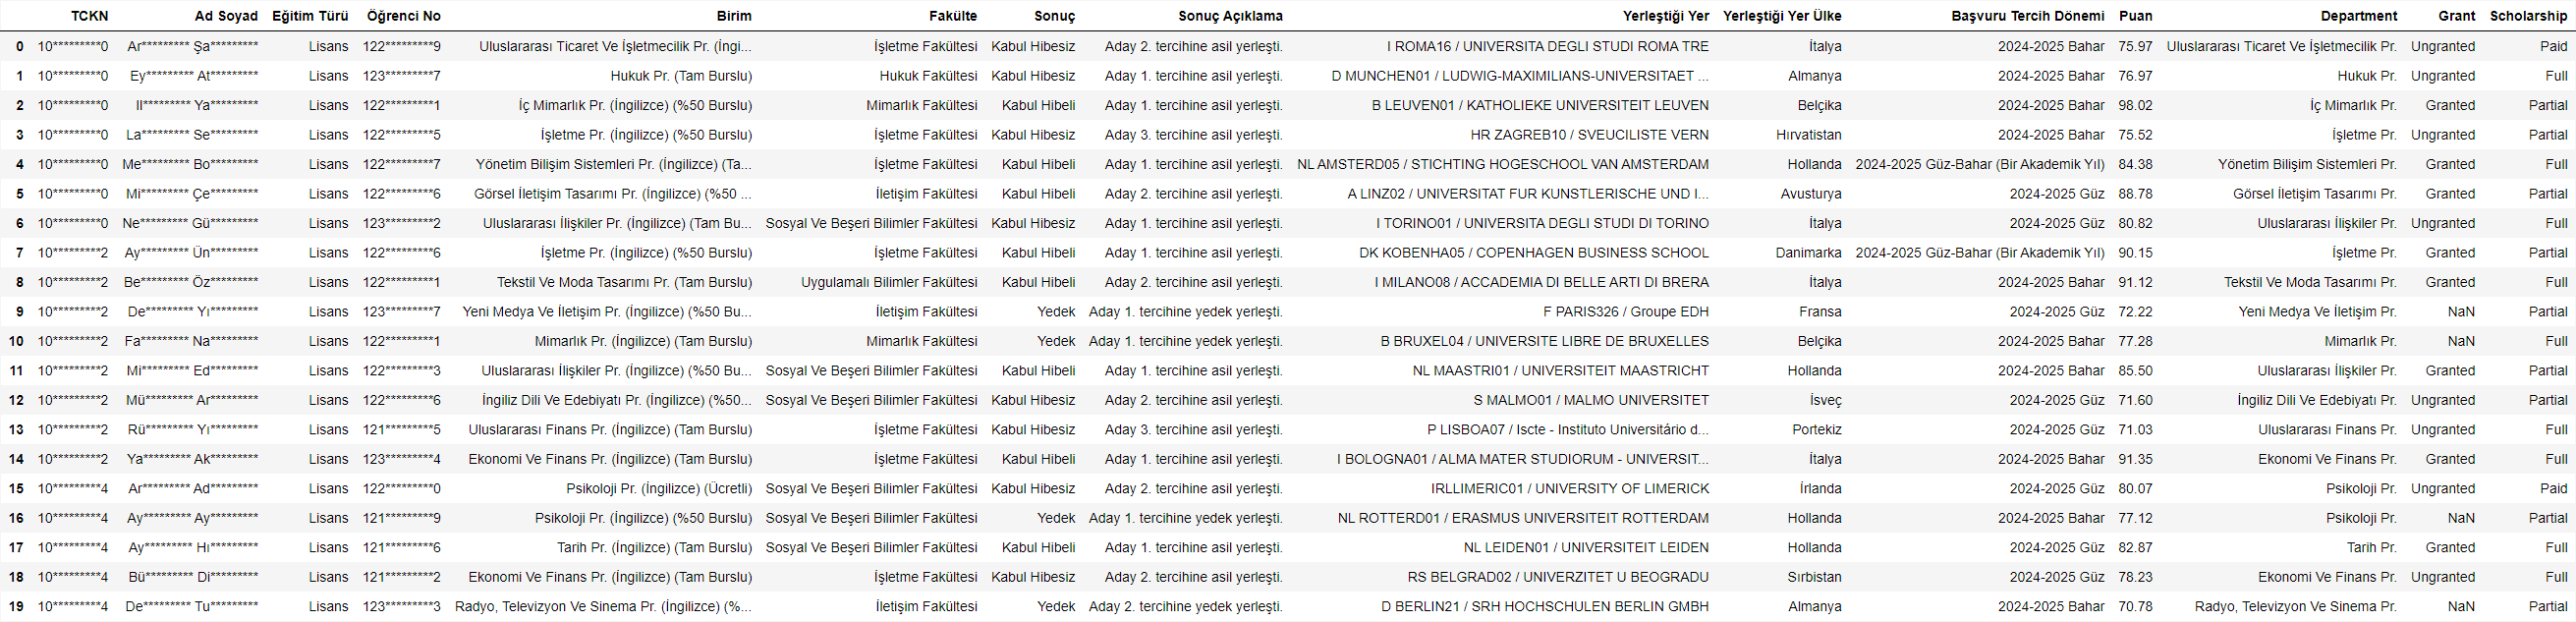 TCKN Ad Soyad Eğitim Türü Öğrenci No Birim Fakülte Sonuç Sonuç Açıklama Yerleştiği Yer Yerleştiği Yer Ülke Başvuru Tercih Dönemi Puan Department Grant Scholarship
0 10*********0 Ar********* Şa********* Lisans 122*********9 Uluslararası Ticaret Ve İşletmecilik Pr. (İngi... İşletme Fakültesi Kabul Hibesiz Aday 2. tercihine asil yerleşti. I ROMA16 / UNIVERSITA DEGLI STUDI ROMA TRE İtalya 2024-2025 Bahar 75.97 Uluslararası Ticaret Ve İşletmecilik Pr. Ungranted Paid
1 10*********0 Ey********* At********* Lisans 123*********7 Hukuk Pr. (Tam Burslu) Hukuk Fakültesi Kabul Hibesiz Aday 1. tercihine asil yerleşti. D MUNCHEN01 / LUDWIG-MAXIMILIANS-UNIVERSITAET ... Almanya 2024-2025 Bahar 76.97 Hukuk Pr. Ungranted Full
2 10*********0 Il********* Ya********* Lisans 122*********1 İç Mimarlık Pr. (İngilizce) (%50 Burslu) Mimarlık Fakültesi Kabul Hibeli Aday 1. tercihine asil yerleşti. B LEUVEN01 / KATHOLIEKE UNIVERSITEIT LEUVEN Belçika 2024-2025 Bahar 98.02 İç Mimarlık Pr. Granted Partial
3 10*********0 La********* Se********* Lisans 122*********5 İşletme Pr. (İngilizce) (%50 Burslu) İşletme Fakültesi Kabul Hibesiz Aday 3. tercihine asil yerleşti. HR ZAGREB10 / SVEUCILISTE VERN Hırvatistan 2024-2025 Bahar 75.52 İşletme Pr. Ungranted Partial
4 10*********0 Me********* Bo********* Lisans 122*********7 Yönetim Bilişim Sistemleri Pr. (İngilizce) (Ta... İşletme Fakültesi Kabul Hibeli Aday 1. tercihine asil yerleşti. NL AMSTERD05 / STICHTING HOGESCHOOL VAN AMSTERDAM Hollanda 2024-2025 Güz-Bahar (Bir Akademik Yıl) 84.38 Yönetim Bilişim Sistemleri Pr. Granted Full
5 10*********0 Mi********* Çe********* Lisans 122*********6 Görsel İletişim Tasarımı Pr. (İngilizce) (%50 ... İletişim Fakültesi Kabul Hibeli Aday 2. tercihine asil yerleşti. A LINZ02 / UNIVERSITAT FUR KUNSTLERISCHE UND I... Avusturya 2024-2025 Güz 88.78 Görsel İletişim Tasarımı Pr. Granted Partial
6 10*********0 Ne********* Gü********* Lisans 123*********2 Uluslararası İlişkiler Pr. (İngilizce) (Tam Bu... Sosyal Ve Beşeri Bilimler Fakültesi Kabul Hibesiz Aday 1. tercihine asil yerleşti. I TORINO01 / UNIVERSITA DEGLI STUDI DI TORINO İtalya 2024-2025 Güz 80.82 Uluslararası İlişkiler Pr. Ungranted Full
7 10*********2 Ay********* Ün********* Lisans 122*********6 İşletme Pr. (İngilizce) (%50 Burslu) İşletme Fakültesi Kabul Hibeli Aday 1. tercihine asil yerleşti. DK KOBENHA05 / COPENHAGEN BUSINESS SCHOOL Danimarka 2024-2025 Güz-Bahar (Bir Akademik Yıl) 90.15 İşletme Pr. Granted Partial
8 10*********2 Be********* Öz********* Lisans 122*********1 Tekstil Ve Moda Tasarımı Pr. (Tam Burslu) Uygulamalı Bilimler Fakültesi Kabul Hibeli Aday 2. tercihine asil yerleşti. I MILANO08 / ACCADEMIA DI BELLE ARTI DI BRERA İtalya 2024-2025 Bahar 91.12 Tekstil Ve Moda Tasarımı Pr. Granted Full
9 10*********2 De********* Yı********* Lisans 123*********7 Yeni Medya Ve İletişim Pr. (İngilizce) (%50 Bu... İletişim Fakültesi Yedek Aday 1. tercihine yedek yerleşti. F PARIS326 / Groupe EDH Fransa 2024-2025 Güz 72.22 Yeni Medya Ve İletişim Pr. NaN Partial
10 10*********2 Fa********* Na********* Lisans 122*********1 Mimarlık Pr. (İngilizce) (Tam Burslu) Mimarlık Fakültesi Yedek Aday 1. tercihine yedek yerleşti. B BRUXEL04 / UNIVERSITE LIBRE DE BRUXELLES Belçika 2024-2025 Bahar 77.28 Mimarlık Pr. NaN Full
11 10*********2 Mi********* Ed********* Lisans 122*********3 Uluslararası İlişkiler Pr. (İngilizce) (%50 Bu... Sosyal Ve Beşeri Bilimler Fakültesi Kabul Hibeli Aday 1. tercihine asil yerleşti. NL MAASTRI01 / UNIVERSITEIT MAASTRICHT Hollanda 2024-2025 Bahar 85.50 Uluslararası İlişkiler Pr. Granted Partial
12 10*********2 Mü********* Ar********* Lisans 122*********6 İngiliz Dili Ve Edebiyatı Pr. (İngilizce) (%50... Sosyal Ve Beşeri Bilimler Fakültesi Kabul Hibesiz Aday 2. tercihine asil yerleşti. S MALMO01 / MALMO UNIVERSITET İsveç 2024-2025 Güz 71.60 İngiliz Dili Ve Edebiyatı Pr. Ungranted Partial
13 10*********2 Rü********* Yı********* Lisans 121*********5 Uluslararası Finans Pr. (İngilizce) (Tam Burslu) İşletme Fakültesi Kabul Hibesiz Aday 3. tercihine asil yerleşti. P LISBOA07 / Iscte - Instituto Universitário d... Portekiz 2024-2025 Güz 71.03 Uluslararası Finans Pr. Ungranted Full
14 10*********2 Ya********* Ak********* Lisans 123*********4 Ekonomi Ve Finans Pr. (İngilizce) (Tam Burslu) İşletme Fakültesi Kabul Hibeli Aday 1. tercihine asil yerleşti. I BOLOGNA01 / ALMA MATER STUDIORUM - UNIVERSIT... İtalya 2024-2025 Bahar 91.35 Ekonomi Ve Finans Pr. Granted Full
15 10*********4 Ar********* Ad********* Lisans 122*********0 Psikoloji Pr. (İngilizce) (Ücretli) Sosyal Ve Beşeri Bilimler Fakültesi Kabul Hibesiz Aday 2. tercihine asil yerleşti. IRLLIMERIC01 / UNIVERSITY OF LIMERICK İrlanda 2024-2025 Güz 80.07 Psikoloji Pr. Ungranted Paid
16 10*********4 Ay********* Ay********* Lisans 121*********9 Psikoloji Pr. (İngilizce) (%50 Burslu) Sosyal Ve Beşeri Bilimler Fakültesi Yedek Aday 1. tercihine yedek yerleşti. NL ROTTERD01 / ERASMUS UNIVERSITEIT ROTTERDAM Hollanda 2024-2025 Bahar 77.12 Psikoloji Pr. NaN Partial
17 10*********4 Ay********* Hı********* Lisans 121*********6 Tarih Pr. (İngilizce) (Tam Burslu) Sosyal Ve Beşeri Bilimler Fakültesi Kabul Hibeli Aday 1. tercihine asil yerleşti. NL LEIDEN01 / UNIVERSITEIT LEIDEN Hollanda 2024-2025 Güz 82.87 Tarih Pr. Granted Full
18 10*********4 Bü********* Di********* Lisans 121*********2 Ekonomi Ve Finans Pr. (İngilizce) (Tam Burslu) İşletme Fakültesi Kabul Hibesiz Aday 2. tercihine asil yerleşti. RS BELGRAD02 / UNIVERZITET U BEOGRADU Sırbistan 2024-2025 Güz 78.23 Ekonomi Ve Finans Pr. Ungranted Full
19 10*********4 De********* Tu********* Lisans 123*********3 Radyo, Televizyon Ve Sinema Pr. (İngilizce) (%... İletişim Fakültesi Yedek Aday 2. tercihine yedek yerleşti. D BERLIN21 / SRH HOCHSCHULEN BERLIN GMBH Almanya 2024-2025 Bahar 70.78 Radyo, Televizyon Ve Sinema Pr. NaN Partial